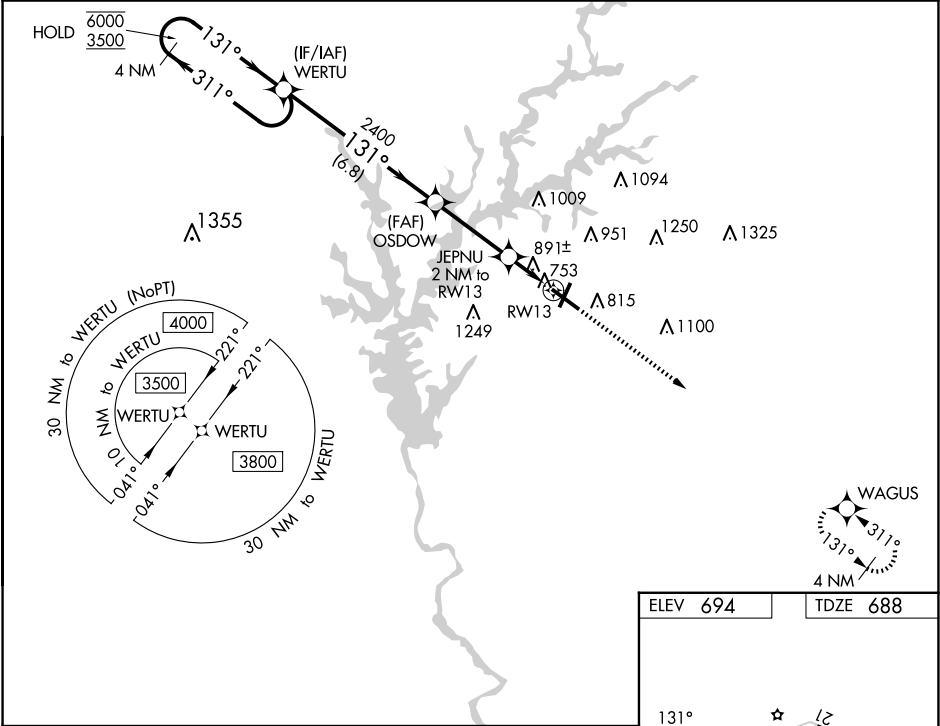 HOLD
6000
3500
4 NM
131°
311°
(IF/IAF)
WERTU
2400
131°
(6.8)
(FAF)
OSDOW
JEPNU
2 NM to
RW13
RW13
1355
1009
1094
951
1250
1325
891±
753
815
1249
1100
30 NM to WERTU (NoPT)
4000
10 NM to WERTU
3500
221°
221°
WERTU
WERTU
041°
041°
3800
30 NM to WERTU
WAGUS
311°
131°
4 NM
ELEV 694
TDZE 688
131°
21